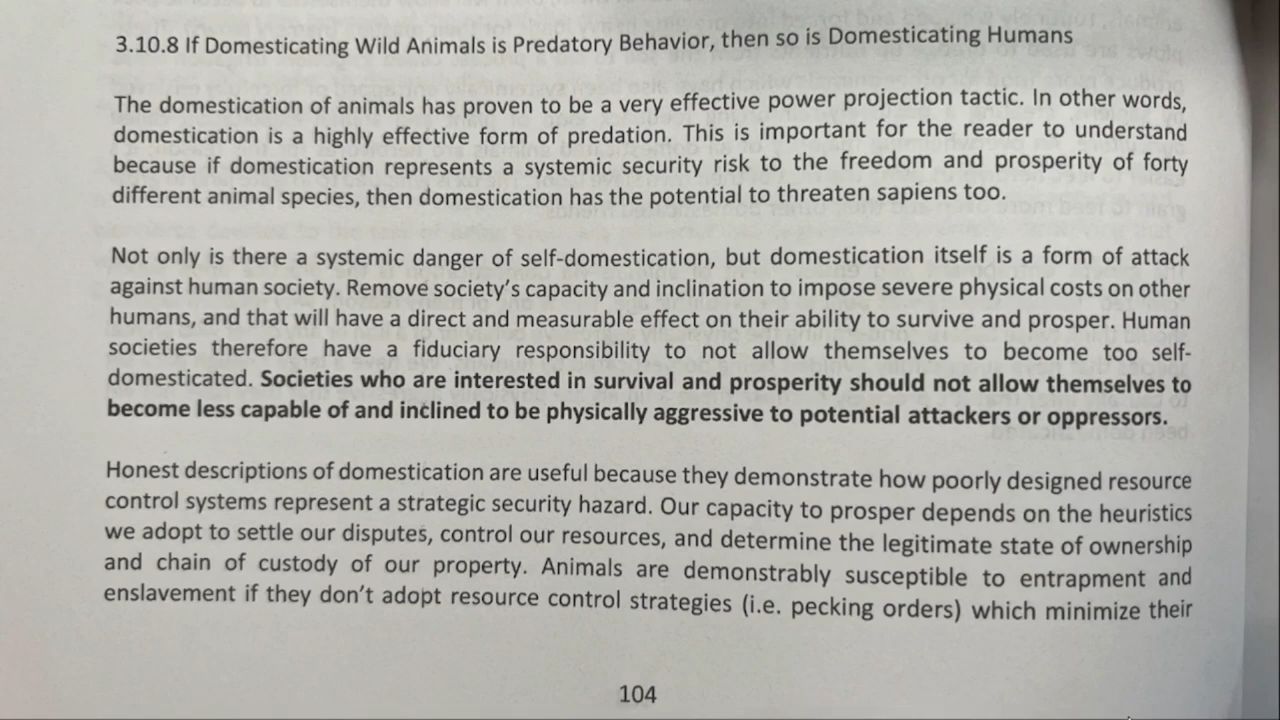 3.10.8 If Domesticating Wild Animals is Predatory Behavior, then so is Domesticating Humans
The domestication of animals has proven to be a very effective power projection tactic. In other words,
domestication is a highly effective form of predation. This is important for the reader to understand
because if domestication represents a systemic security risk to the freedom and prosperity of forty
different animal species, then domestication has the potential to threaten sapiens too.
Not only is there a systemic danger of self-domestication, but domestication itself is a form of attack
against human society. Remove society's capacity and inclination to impose severe physical costs on other
humans, and that will have a direct and measurable effect on their ability to survive and prosper. Human
societies therefore have a fiduciary responsibility to not allow themselves to become too self-
domesticated. Societies who are interested in survival and prosperity should not allow themselves to
become less capable of and inclined to be physically aggressive to potential attackers or oppressors.
Honest descriptions of domestication are useful because they demonstrate how poorly designed resource
control systems represent a strategic security hazard. Our capacity to prosper depends on the heuristics
we adopt to settle our disputes, control our resources, and determine the legitimate state of ownership
and chain of custody of our property. Animals are demonstrably susceptible to entrapment and
enslavement if they don't adopt resource control strategies (i.e. pecking orders) which minimize their
104